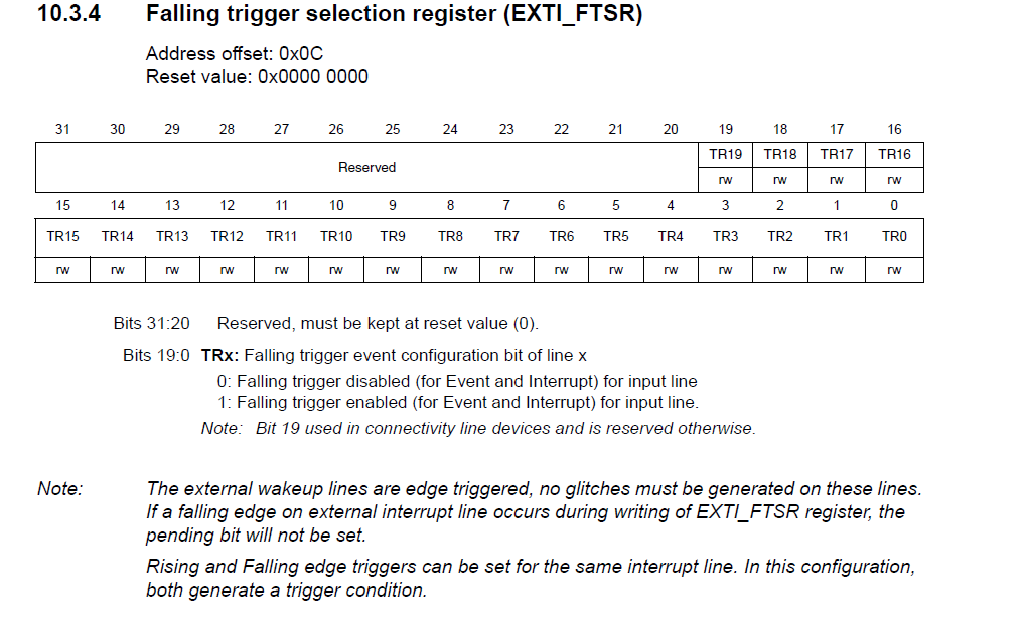 10.3.4 Falling trigger selection register (EXTI_FTSR)
Address offset: 0x0C
Reset value: 0x0000 0000
31 30 29 28 27 26 25 24 23 22 21 20 19 18 17 16
Reserved TR19 TR18 TR17 TR16
rw rw rw rw
15 14 13 12 11 10 9 8 7 6 5 4 3 2 1 0
TR15 TR14 TR13 TR12 TR11 TR10 TR9 TR8 TR7 TR6 TR5 TR4 TR3 TR2 TR1 TR0
rw rw rw rw rw rw rw rw rw rw rw rw rw rw rw rw
Bits 31:20 Reserved, must be kept at reset value (0).
Bits 19:0 TRx: Falling trigger event configuration bit of line x
0: Falling trigger disabled (for Event and Interrupt) for input line
1: Falling trigger enabled (for Event and Interrupt) for input line.
Note: Bit 19 used in connectivity line devices and is reserved otherwise.
Note: The external wakeup lines are edge triggered, no glitches must be generated on these lines.
If a falling edge on external interrupt line occurs during writing of EXTI_FTSR register, the
pending bit will not be set.
Rising and Falling edge triggers can be set for the same interrupt line. In this configuration,
both generate a trigger condition.